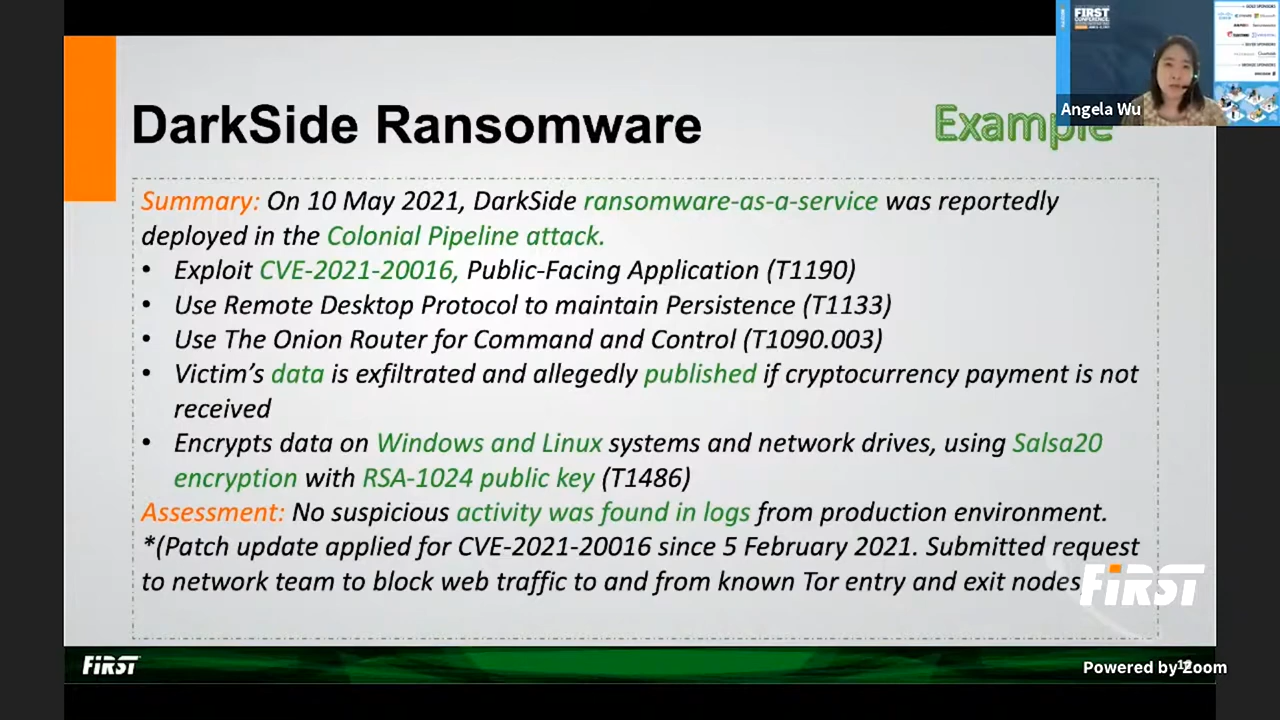 FIRST
CONFERENCE
Angela Wu
DarkSide Ransomware
Example
Summary: On 10 May 2021, DarkSide ransomware-as-a-service was reportedly
deployed in the Colonial Pipeline attack.
• Exploit CVE-2021-20016, Public-Facing Application (T1190)
• Use Remote Desktop Protocol to maintain Persistence (T1133)
• Use The Onion Router for Command and Control (T1090.003)
• Victim's data is exfiltrated and allegedly published if cryptocurrency payment is not
received
• Encrypts data on Windows and Linux systems and network drives, using Salsa20
encryption with RSA-1024 public key (T1486)
Assessment: No suspicious activity was found in logs from production environment.
*(Patch update applied for CVE-2021-20016 since 5 February 2021. Submitted request
to network team to block web traffic to and from known Tor entry and exit nodes
FiRST
FiRST
Powered by Zoom